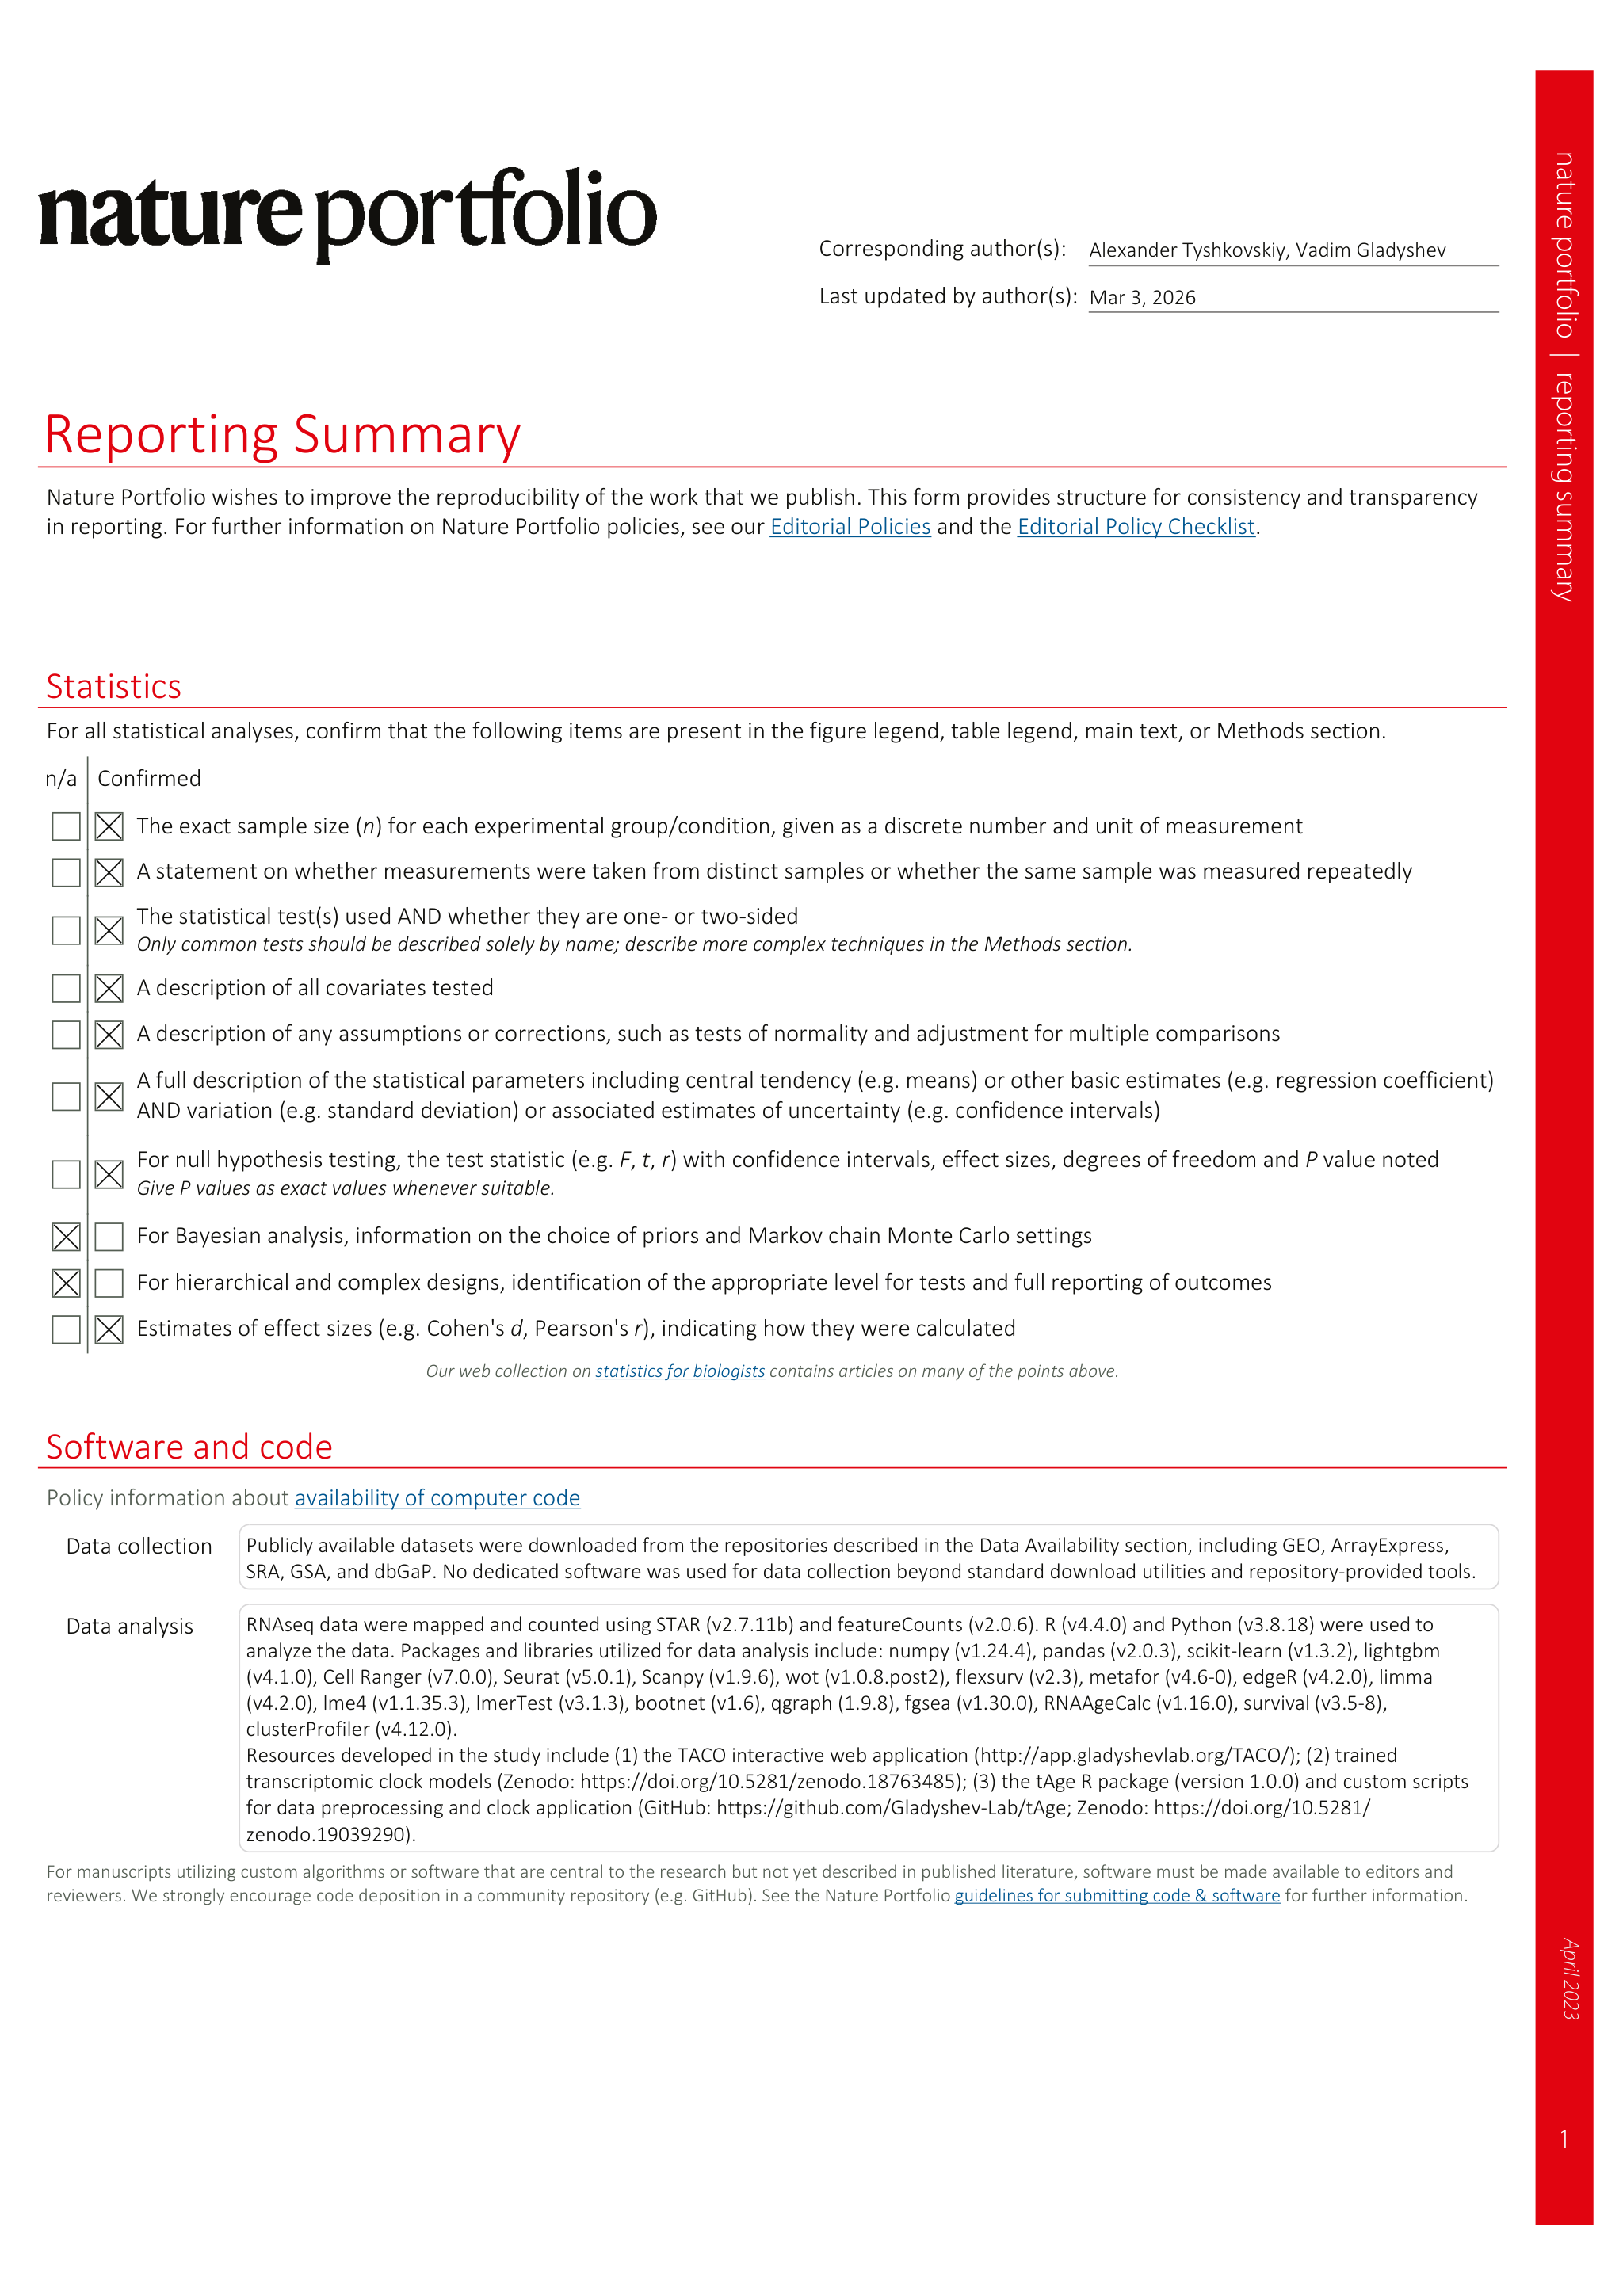 nature portfolio
Corresponding author(s): Alexander Tyshkovskiy, Vadim Gladyshev
Last updated by author(s): Mar 3, 2026
Reporting Summary
Nature Portfolio wishes to improve the reproducibility of the work that we publish. This form provides structure for consistency and transparency
in reporting. For further information on Nature Portfolio policies, see our Editorial Policies and the Editorial Policy Checklist.
Statistics
For all statistical analyses, confirm that the following items are present in the figure legend, table legend, main text, or Methods section.
n/a Confirmed
The exact sample size (n) for each experimental group/condition, given as a discrete number and unit of measurement
A statement on whether measurements were taken from distinct samples or whether the same sample was measured repeatedly
The statistical test(s) used AND whether they are one- or two-sided
Only common tests should be described solely by name; describe more complex techniques in the Methods section.
A description of all covariates tested
A description of any assumptions or corrections, such as tests of normality and adjustment for multiple comparisons
A full description of the statistical parameters including central tendency (e.g. means) or other basic estimates (e.g. regression coefficient)
AND variation (e.g. standard deviation) or associated estimates of uncertainty (e.g. confidence intervals)
For null hypothesis testing, the test statistic (e.g. F, t, r) with confidence intervals, effect sizes, degrees of freedom and P value noted
Give P values as exact values whenever suitable.
For Bayesian analysis, information on the choice of priors and Markov chain Monte Carlo settings
For hierarchical and complex designs, identification of the appropriate level for tests and full reporting of outcomes
Estimates of effect sizes (e.g. Cohen's d, Pearson's r), indicating how they were calculated
Our web collection on statistics for biologists contains articles on many of the points above.
Software and code
Policy information about availability of computer code
Data collection
Publicly available datasets were downloaded from the repositories described in the Data Availability section, including GEO, ArrayExpress,
SRA, GSA, and dbGaP. No dedicated software was used for data collection beyond standard download utilities and repository-provided tools.
Data analysis
RNAseq data were mapped and counted using STAR (v2.7.11b) and featureCounts (v2.0.6). R (v4.4.0) and Python (v3.8.18) were used to
analyze the data. Packages and libraries utilized for data analysis include: numpy (v1.24.4), pandas (v2.0.3), scikit-learn (v1.3.2), lightgbm
(v4.1.0), Cell Ranger (v7.0.0), Seurat (v5.0.1), Scanpy (v1.9.6), wot (v1.0.8.post2), flexsurv (v2.3), metafor (v4.6-0), edgeR (v4.2.0), limma
(v4.2.0), lme4 (v1.1.35.3), lmerTest (v3.1.3), bootnet (v1.6), qgraph (1.9.8), fgsea (v1.30.0), RNAAgeCalc (v1.16.0), survival (v3.5-8),
clusterProfiler (v4.12.0).
Resources developed in the study include (1) the TACO interactive web application (http://app.gladyshevlab.org/TACO/); (2) trained
transcriptomic clock models (Zenodo: https://doi.org/10.5281/zenodo.18763485); (3) the tAge R package (version 1.0.0) and custom scripts
for data preprocessing and clock application (GitHub: https://github.com/Gladyshev-Lab/tAge; Zenodo: https://doi.org/10.5281/
zenodo.19039290).
For manuscripts utilizing custom algorithms or software that are central to the research but not yet described in published literature, software must be made available to editors and
reviewers. We strongly encourage code deposition in a community repository (e.g. GitHub). See the Nature Portfolio guidelines for submitting code & software for further information.
nature portfolio | reporting summary
April 2023
1